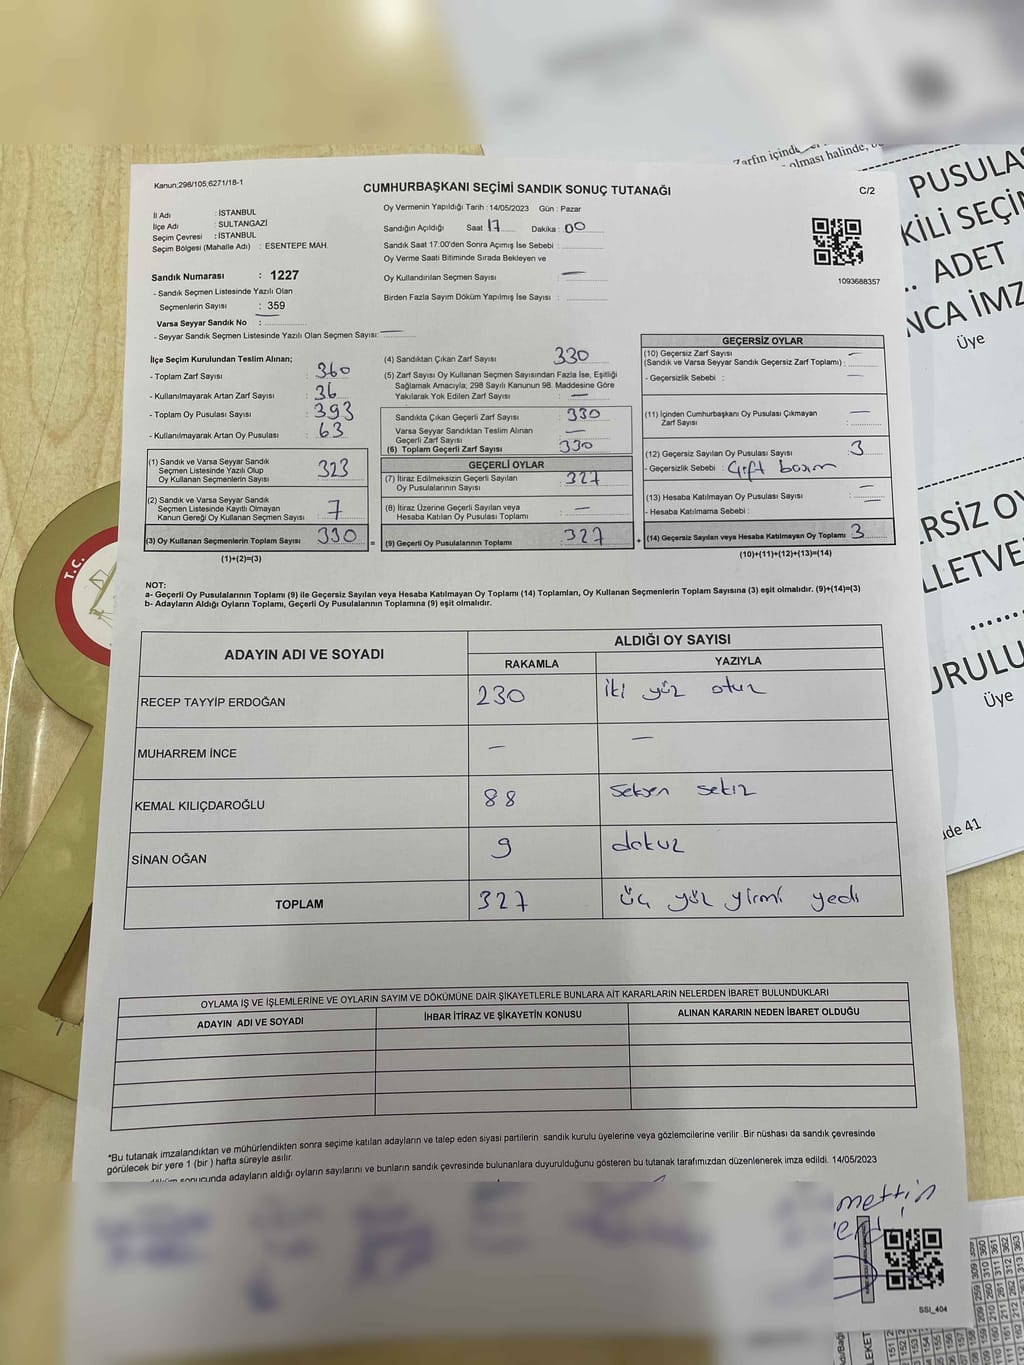 Zarfın içinde
olması halinde,
PUSULA
KİLİ SEÇİM
ADET
NCA İMZ
Üye
Kanun;298/105;6271/18-1
CUMHURBAŞKANI SEÇİMİ SANDIK SONUÇ TUTANAĞI
C/2
İl Adı : İSTANBUL
İlçe Adı : SULTANGAZİ
Seçim Çevresi : İSTANBUL
Seçim Bölgesi (Mahalle Adı) : ESENTEPE MAH.
Oy Vermenin Yapıldığı Tarih : 14/05/2023 Gün : Pazar
Sandığın Açıldığı Saat 17 Dakika : 00
Sandık Saat 17:00'den Sonra Açımış İse Sebebi :
Oy Verme Saati Bitiminde Sırada Bekleyen ve
Oy Kullandırılan Seçmen Sayısı : —
Birden Fazla Sayım Döküm Yapılmış İse Sayısı :
1093688357
Sandık Numarası : 1227
- Sandık Seçmen Listesinde Yazılı Olan
Seçmenlerin Sayısı : 359
Varsa Seyyar Sandık No : —
- Seyyar Sandık Seçmen Listesinde Yazılı Olan Seçmen Sayısı: —
İlçe Seçim Kurulundan Teslim Alınan;
- Toplam Zarf Sayısı : 360
- Kullanılmayarak Artan Zarf Sayısı : 36
- Toplam Oy Pusulası Sayısı : 393
- Kullanılmayarak Artan Oy Pusulası : 63
(1) Sandık ve Varsa Seyyar Sandık
Seçmen Listesinde Yazılı Olup
Oy Kullanan Seçmenlerin Sayısı : 323
(2) Sandık ve Varsa Seyyar Sandık
Seçmen Listesinde Kayıtlı Olmayan
Kanun Gereği Oy Kullanan Seçmen Sayısı : 7
(3) Oy Kullanan Seçmenlerin Toplam Sayısı : 330 =
(1)+(2)=(3)
(4) Sandıktan Çıkan Zarf Sayısı : 330
(5) Zarf Sayısı Oy Kullanan Seçmen Sayısından Fazla İse, Eşitliği
Sağlamak Amacıyla; 298 Sayılı Kanunun 98. Maddesine Göre
Yakılarak Yok Edilen Zarf Sayısı : —
Sandıkta Çıkan Geçerli Zarf Sayısı : 330
Varsa Seyyar Sandıktan Teslim Alınan
Geçerli Zarf Sayısı : —
(6) Toplam Geçerli Zarf Sayısı : 330
GEÇERLİ OYLAR
(7) İtiraz Edilmeksizin Geçerli Sayılan
Oy Pusulalarının Sayısı : 327
(8) İtiraz Üzerine Geçerli Sayılan veya
Hesaba Katılan Oy Pusulası Toplamı : —
(9) Geçerli Oy Pusulalarının Toplamı : 327 +
GEÇERSİZ OYLAR
(10) Geçersiz Zarf Sayısı
(Sandık ve Varsa Seyyar Sandık Geçersiz Zarf Toplamı) : —
- Geçersizlik Sebebi : —
(11) İçinden Cumhurbaşkanı Oy Pusulası Çıkmayan
Zarf Sayısı : —
(12) Geçersiz Sayılan Oy Pusulası Sayısı : 3
- Geçersizlik Sebebi : Çift basım
(13) Hesaba Katılmayan Oy Pusulası Sayısı : —
- Hesaba Katılmama Sebebi : —
(14) Geçersiz Sayılan veya Hesaba Katılmayan Oy Toplamı : 3
(10)+(11)+(12)+(13)=(14)
NOT:
a- Geçerli Oy Pusulalarının Toplamı (9) ile Geçersiz Sayılan veya Hesaba Katılmayan Oy Toplamı (14) Toplamları, Oy Kullanan Seçmenlerin Toplam Sayısına (3) eşit olmalıdır. (9)+(14)=(3)
b- Adayların Aldığı Oyların Toplamı, Geçerli Oy Pusulalarının Toplamına (9) eşit olmalıdır.
ADAYIN ADI VE SOYADI
ALDIĞI OY SAYISI
RAKAMLA YAZIYLA
RECEP TAYYİP ERDOĞAN 230 iki yüz otuz
MUHARREM İNCE — —
KEMAL KILIÇDAROĞLU 88 seksen sekiz
SİNAN OĞAN 9 dokuz
TOPLAM 327 üç yüz yirmi yedi
OYLAMA İŞ VE İŞLEMLERİNE VE OYLARIN SAYIM VE DÖKÜMÜNE DAİR ŞİKAYETLERLE BUNLARA AİT KARARLARIN NELERDEN İBARET BULUNDUKLARI
ADAYIN ADI VE SOYADI İHBAR İTİRAZ VE ŞİKAYETİN KONUSU ALINAN KARARIN NEDEN İBARET OLDUĞU
*Bu tutanak imzalandıktan ve mühürlendikten sonra seçime katılan adayların ve talep eden siyasi partilerin sandık kurulu üyelerine veya gözlemcilerine verilir .Bir nüshası da sandık çevresinde
görülecek bir yere 1 (bir ) hafta süreyle asılır.
sonucunda adayların aldığı oyların sayılarını ve bunların sandık çevresinde bulunanlara duyurulduğunu gösteren bu tutanak tarafımızdan düzenlenerek imza edildi. 14/05/2023
mettin
SSI_404
T.C.
ERSİZ OY
LLETVE
URULU
Üye
de 41